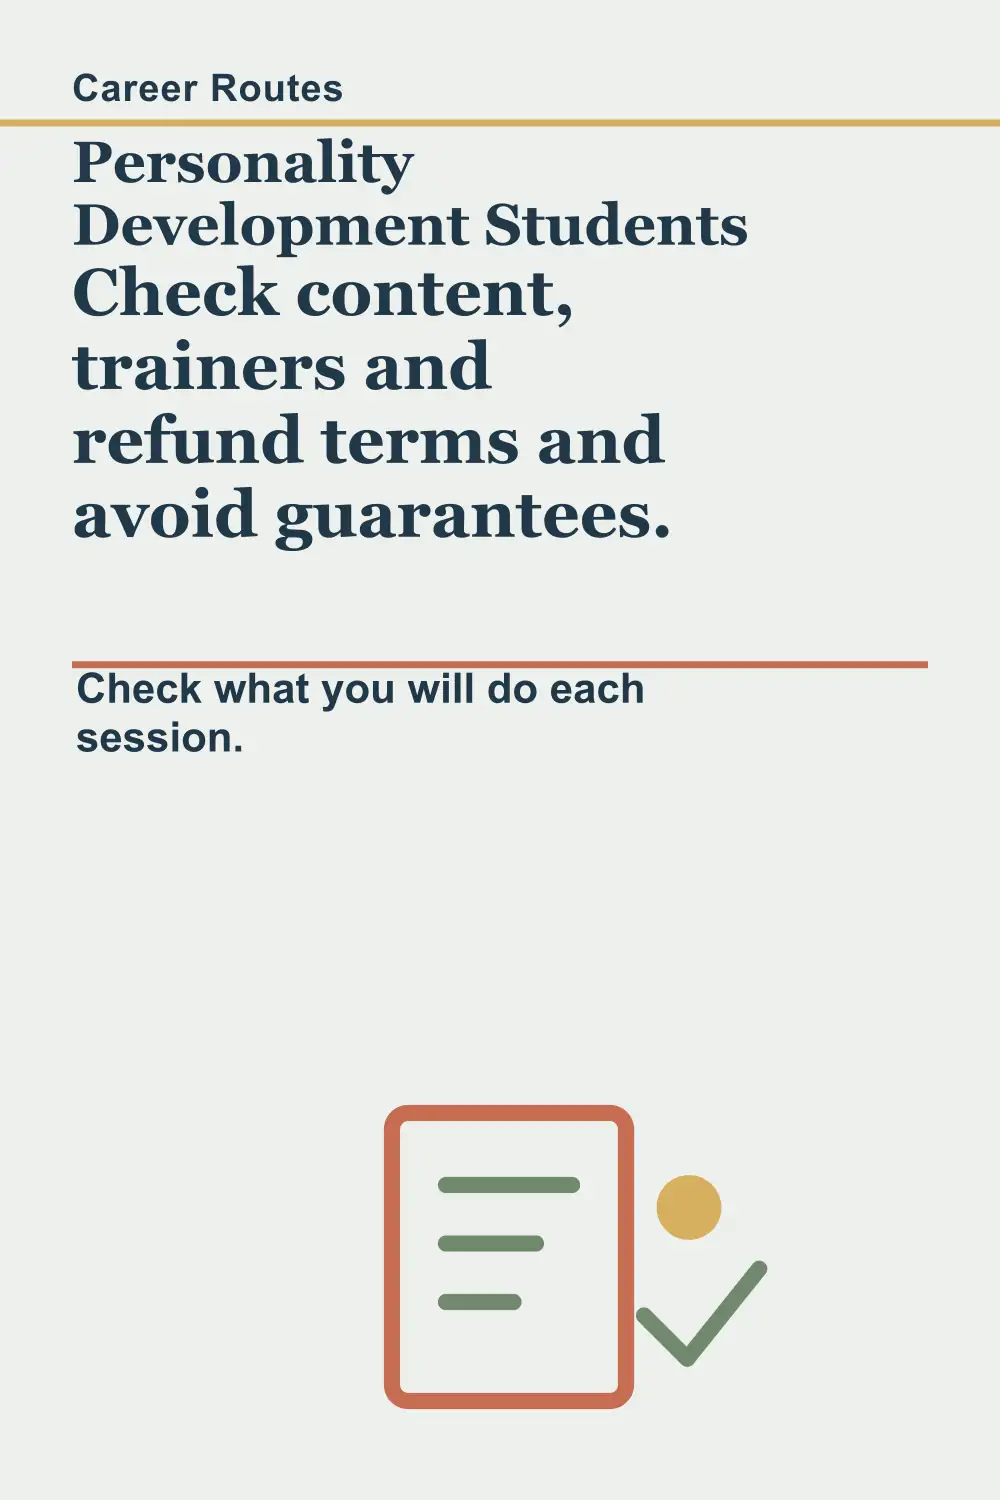 Career Routes
Personality
Development Students
Check content,
trainers and
refund terms and
avoid guarantees.
Check what you will do each
session.